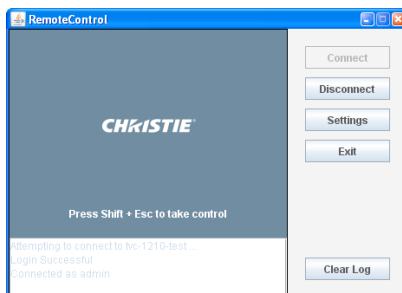 RemoteControl
CHRISTIE
Press Shift + Esc to take control
Attempting to connect to tvc-1210-test ...
Login Successful
Connected as admin
Connect
Disconnect
Settings
Exit
Clear Log